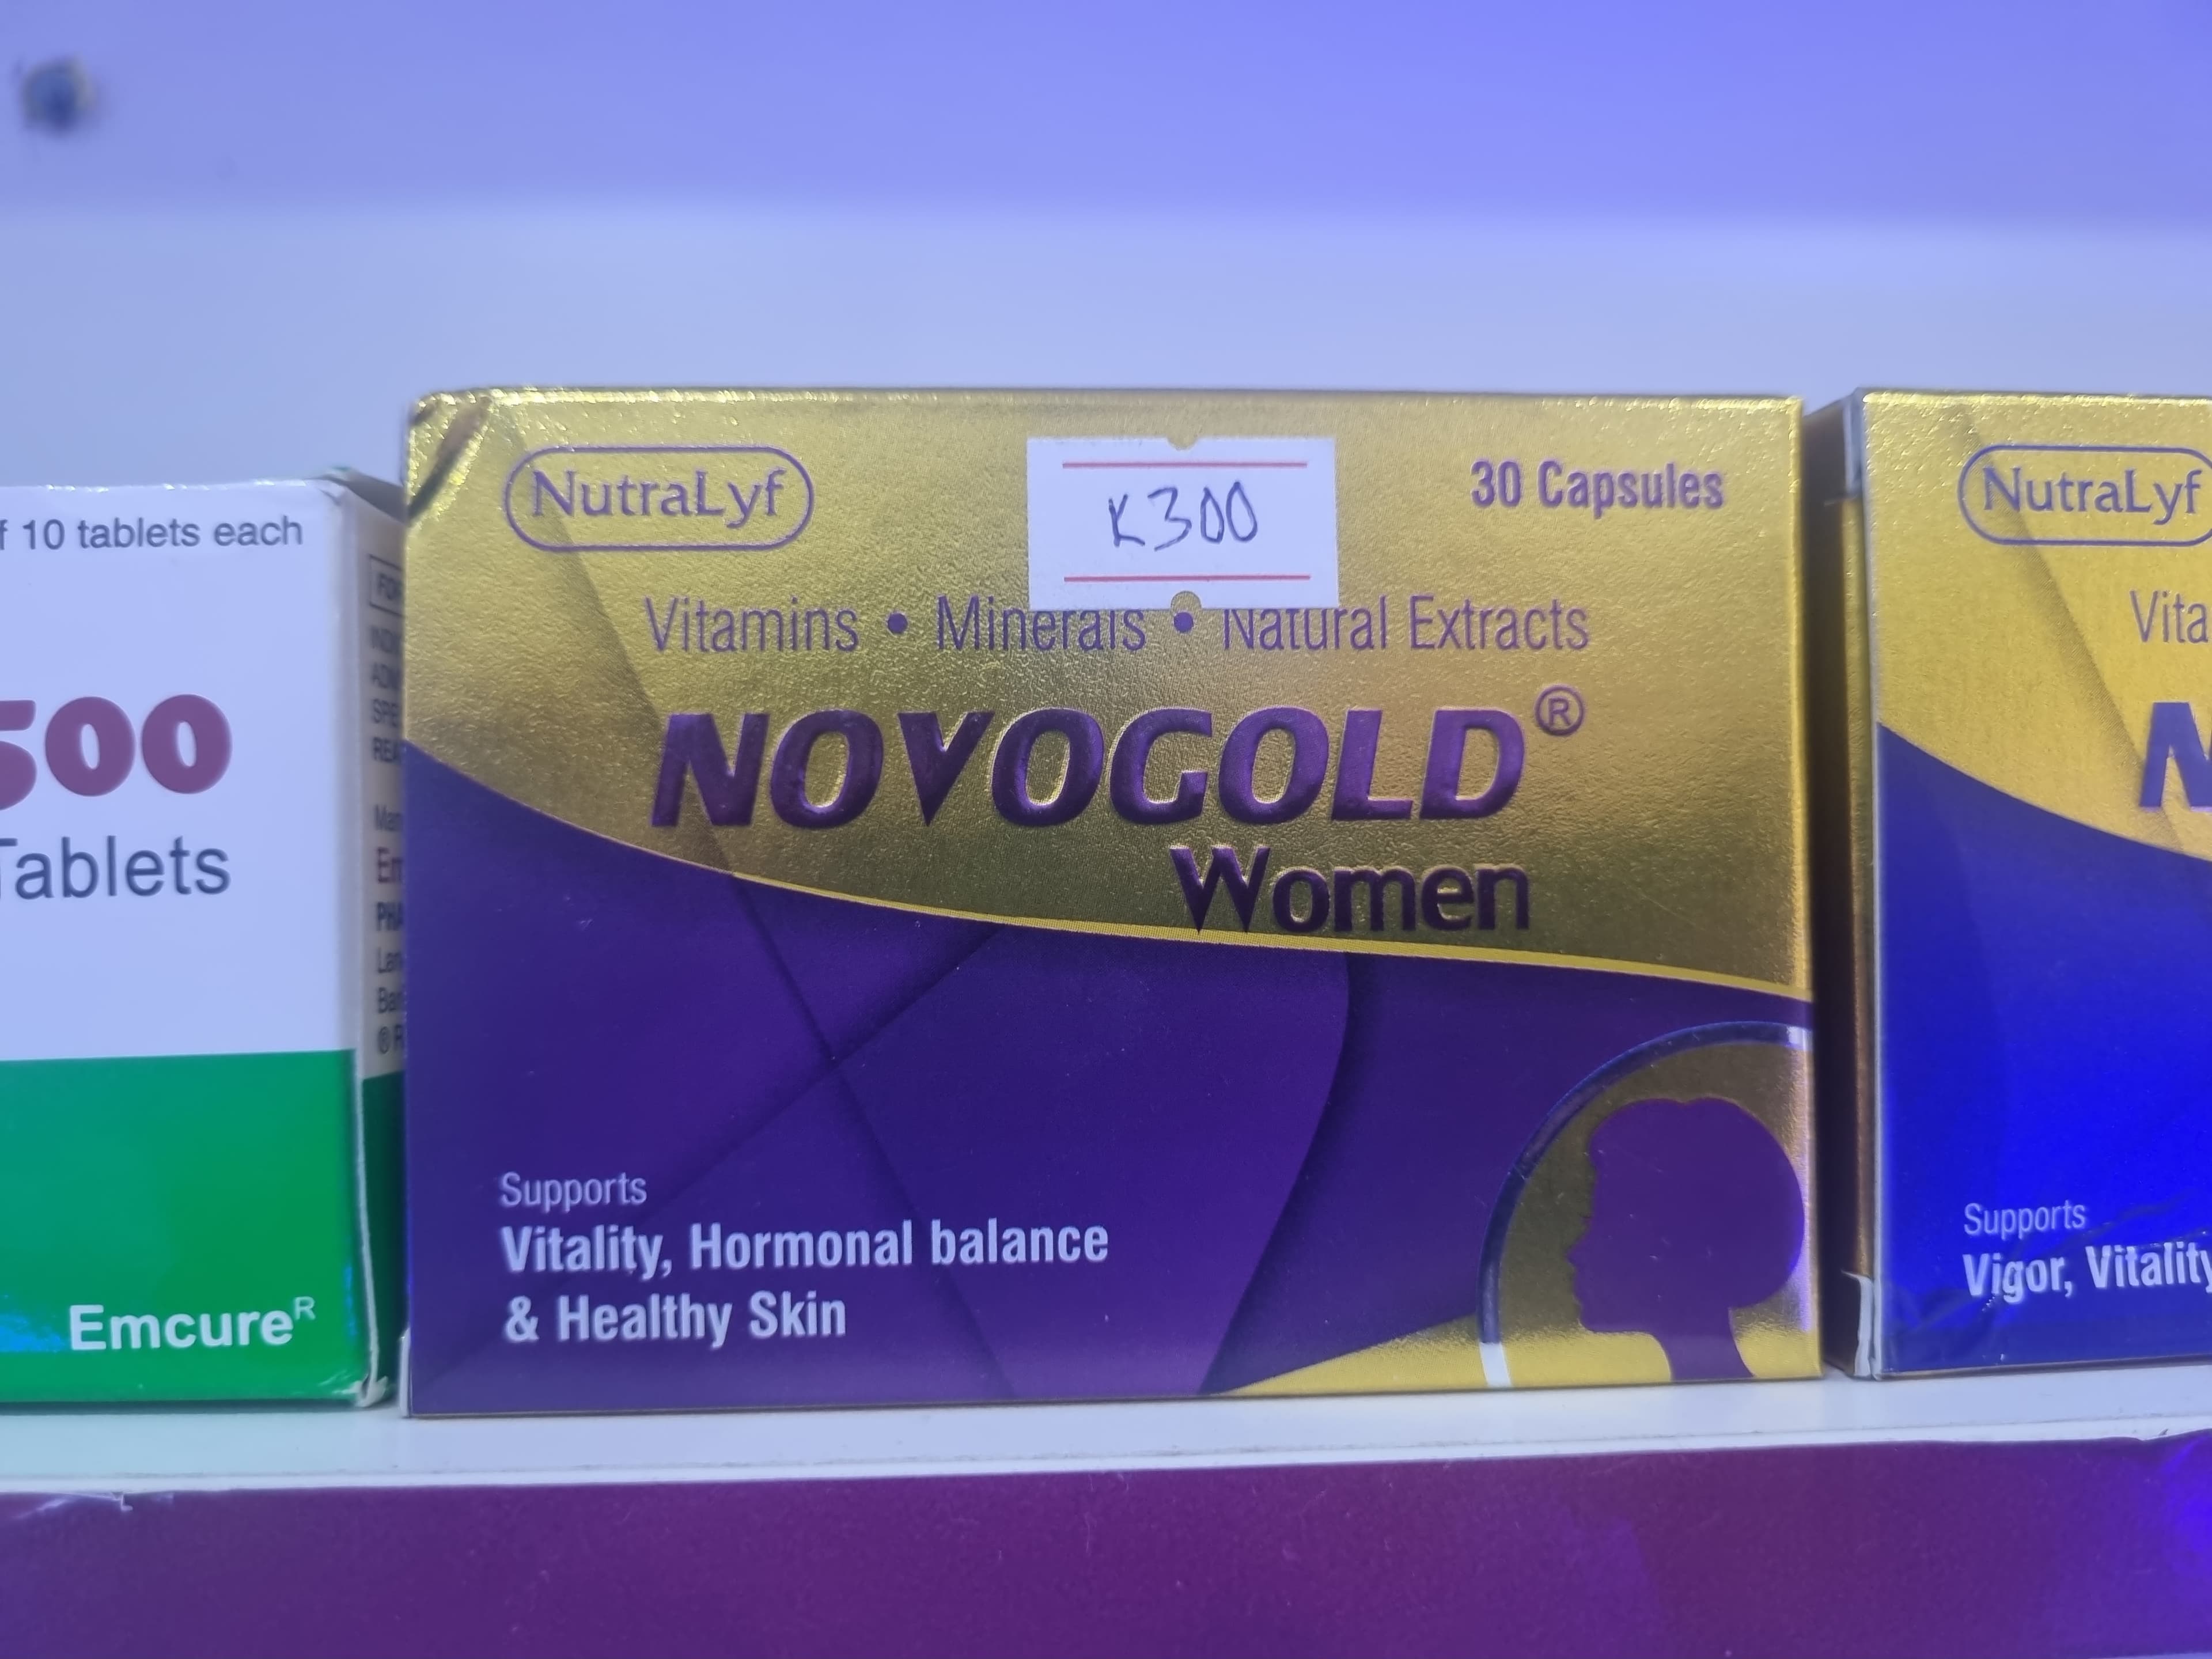 10 tablets each
500
Tablets
Emcure R
NutraLyf
K300
30 Capsules
Vitamins • Minerals • Natural Extracts
NOVOGOLD®
Women
Supports
Vitality, Hormonal balance
& Healthy Skin
NutraLyf
Supports
Vigor, Vitality